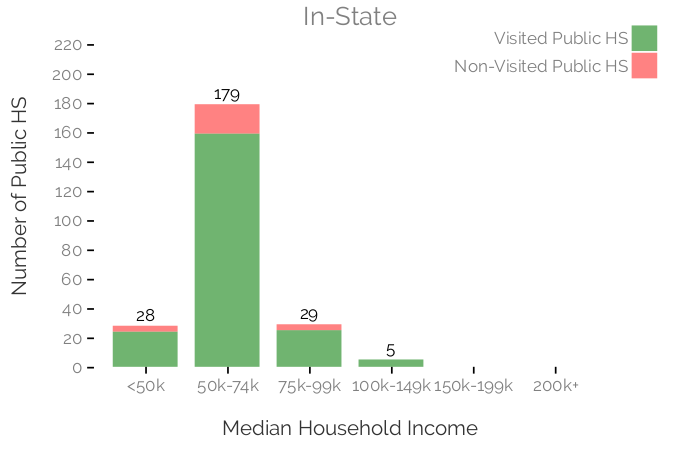 In-State
Visited Public HS
Non-Visited Public HS
Number of Public HS
220
200
180
160
140
120
100
80
60
40
20
0
28
179
29
5
<50k
50k-74k
75k-99k
100k-149k
150k-199k
200k+
Median Household Income